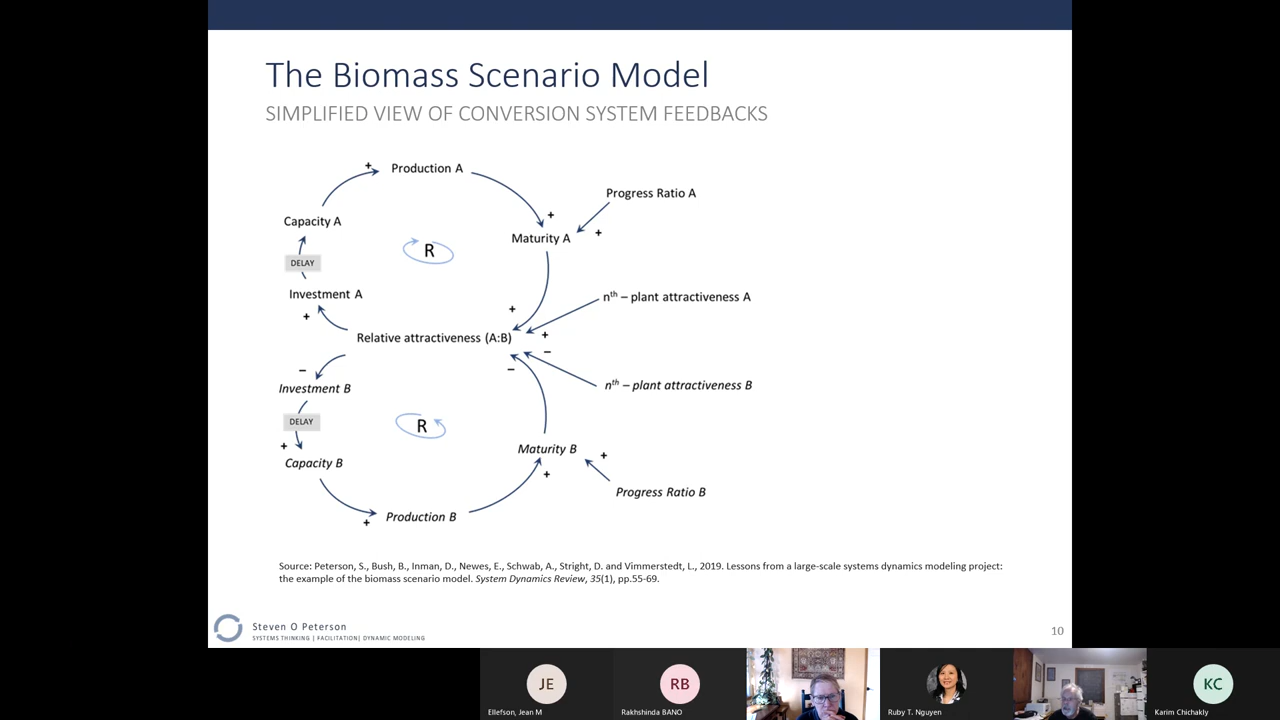 The Biomass Scenario Model
SIMPLIFIED VIEW OF CONVERSION SYSTEM FEEDBACKS
+
Production A
Progress Ratio A
+
+
Capacity A
Maturity A
R
DELAY
Investment A
nth – plant attractiveness A
+
+
Relative attractiveness (A:B)
+
–
–
–
Investment B
nth – plant attractiveness B
DELAY
R
+
Capacity B
Maturity B
+
+
Progress Ratio B
Production B
+
Source: Peterson, S., Bush, B., Inman, D., Newes, E., Schwab, A., Stright, D. and Vimmerstedt, L., 2019. Lessons from a large-scale systems dynamics modeling project:
the example of the biomass scenario model. System Dynamics Review, 35(1), pp.55-69.
Steven O Peterson
SYSTEMS THINKING | FACILITATION| DYNAMIC MODELING
10
JE
RB
KC
Ellefson, Jean M
Rakhshinda BANO
Ruby T. Nguyen
Karim Chichakly